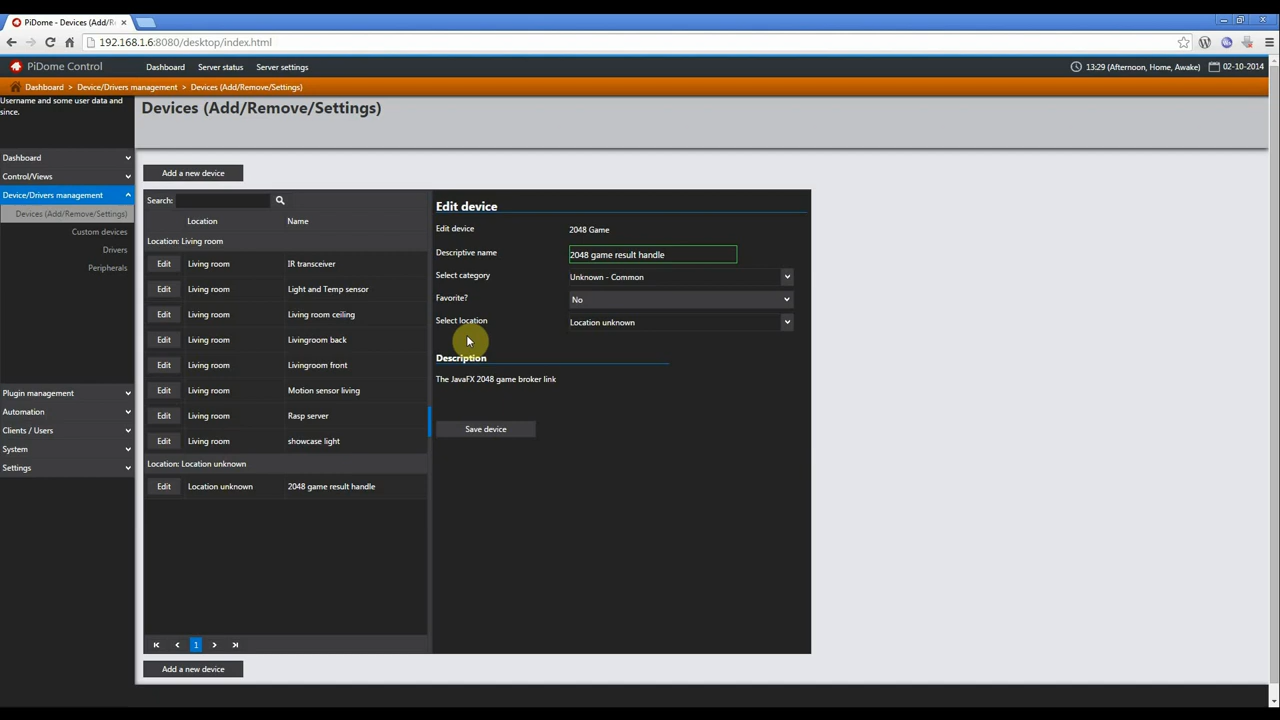 PiDome - Devices (Add/R
192.168.1.6:8080/desktop/index.html
PiDome Control
Dashboard
Server status
Server settings
13:29 (Afternoon, Home, Awake)
02-10-2014
Dashboard > Device/Drivers management > Devices (Add/Remove/Settings)
Username and some user data and
since.
Dashboard
Control/Views
Device/Drivers management
Devices (Add/Remove/Settings)
Custom devices
Drivers
Peripherals
Plugin management
Automation
Clients / Users
System
Settings
Devices (Add/Remove/Settings)
Add a new device
Search:
Location Name
Location: Living room
Edit Living room IR transceiver
Edit Living room Light and Temp sensor
Edit Living room Living room ceiling
Edit Living room Livingroom back
Edit Living room Livingroom front
Edit Living room Motion sensor living
Edit Living room Rasp server
Edit Living room showcase light
Location: Location unknown
Edit Location unknown 2048 game result handle
1
Add a new device
Edit device
Edit device 2048 Game
Descriptive name 2048 game result handle
Select category Unknown - Common
Favorite? No
Select location Location unknown
Description
The JavaFX 2048 game broker link
Save device